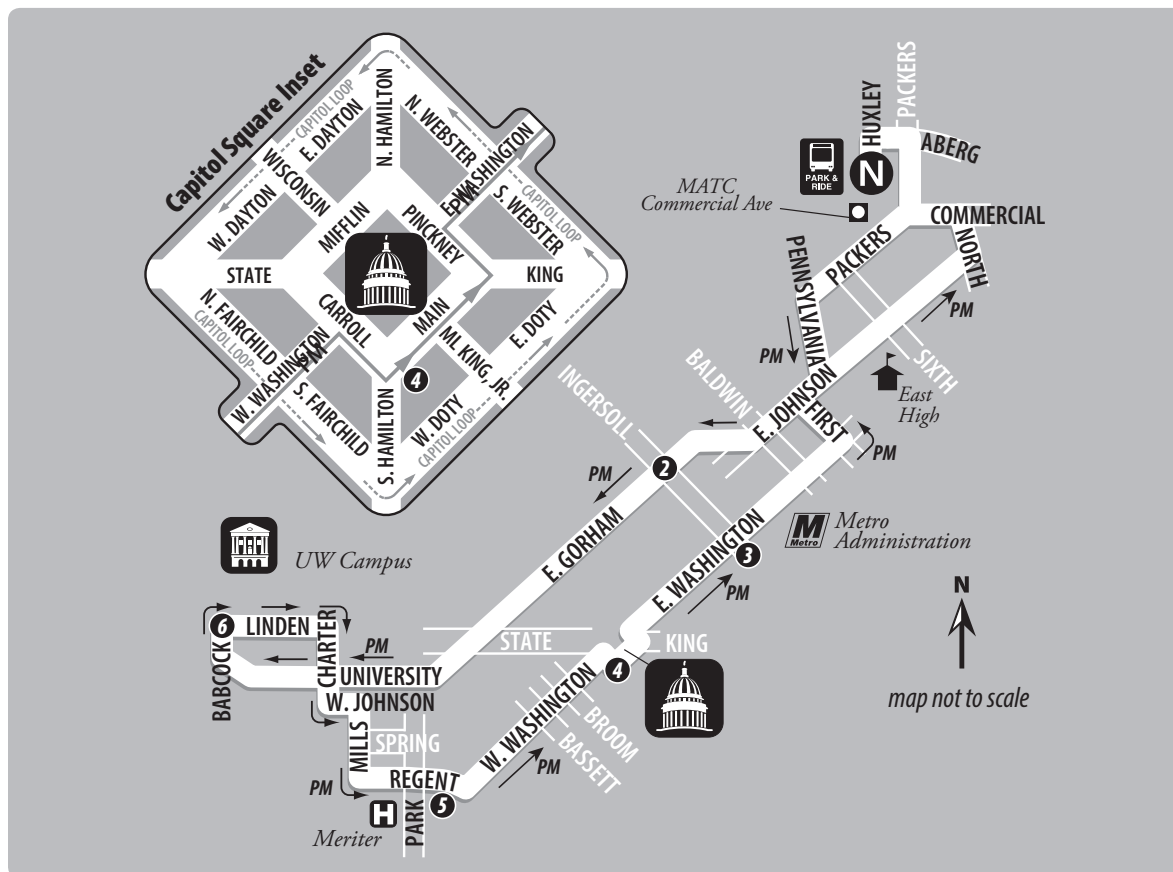 Capitol Square Inset
CAPITOL LOOP
E. DAYTON
N. HAMILTON
N. WEBSTER
E. WASHINGTON
PM
WISCONSIN
W. DAYTON
MIFFLIN
PINCKNEY
S. WEBSTER
CAPITOL LOOP
STATE
KING
CARROLL
MAIN
N. FAIRCHILD
CAPITOL LOOP
W. WASHINGTON
PM
ML KING, JR.
E. DOTY
4
S. FAIRCHILD
S. HAMILTON
W. DOTY
CAPITOL LOOP
HUXLEY
PACKERS
ABERG
PARK &
RIDE
N
MATC
Commercial Ave
COMMERCIAL
NORTH
PACKERS
PENNSYLVANIA
PM
PM
SIXTH
East
High
BALDWIN
E. JOHNSON
FIRST
PM
INGERSOLL
2
PM
E. GORHAM
E. WASHINGTON
3
M
Metro
Metro
Administration
PM
UW Campus
6
LINDEN
BABCOCK
CHARTER
PM
UNIVERSITY
W. JOHNSON
STATE
KING
4
N
map not to scale
MILLS
SPRING
W. WASHINGTON
BROOM
BASSETT
PM
PM
REGENT
5
H
Meriter
PARK